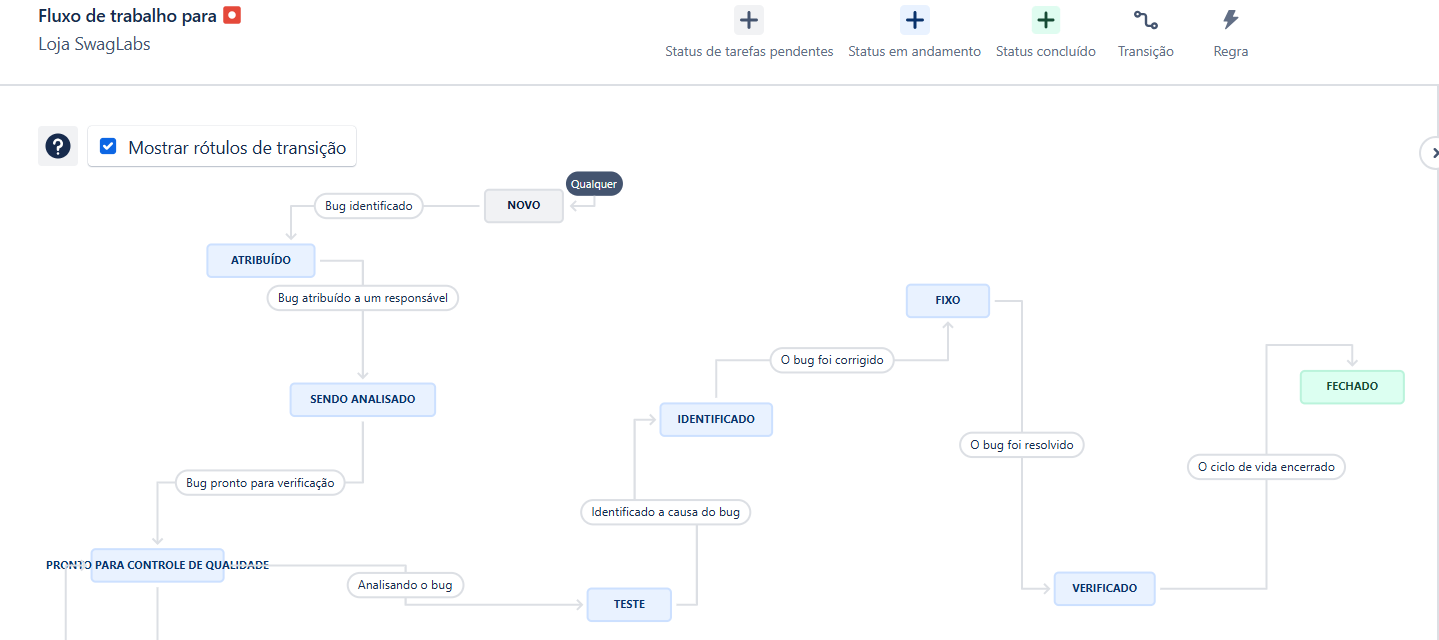 Fluxo de trabalho para
Loja SwagLabs
Status de tarefas pendentes
Status em andamento
Status concluído
Transição
Regra
Mostrar rótulos de transição
Qualquer
NOVO
Bug identificado
ATRIBUÍDO
Bug atribuído a um responsável
FIXO
O bug foi corrigido
FECHADO
SENDO ANALISADO
IDENTIFICADO
O bug foi resolvido
O ciclo de vida encerrado
Bug pronto para verificação
Identificado a causa do bug
PRONTO PARA CONTROLE DE QUALIDADE
Analisando o bug
VERIFICADO
TESTE